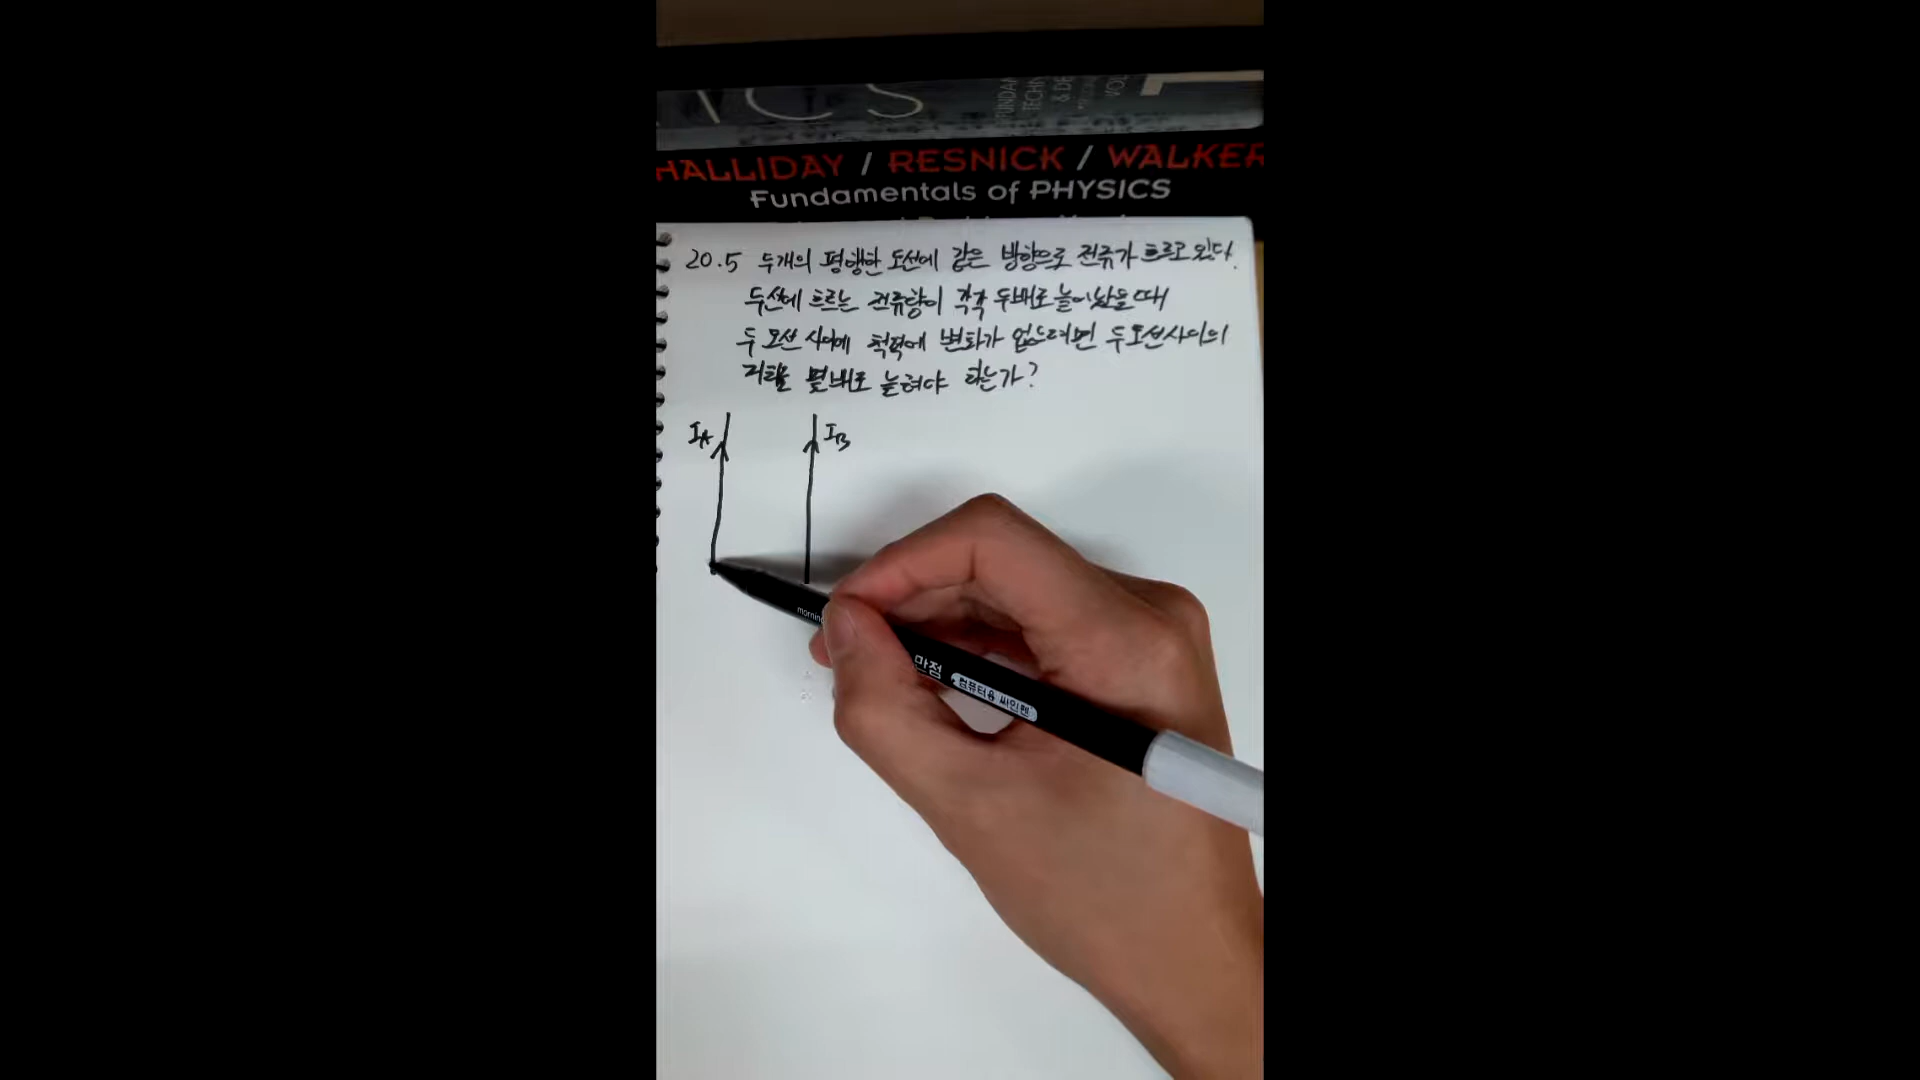 ICS
FUNDAM
TECHN
& DE
VOL
HALLIDAY / RESNICK / WALKER
Fundamentals of PHYSICS
20.5 두개의 평행한 도선에 같은 방향으로 전류가 흐르고 있다.
두선에 흐르는 전류량이 각각 두배로 늘어났을 때
두 도선 사이에 척력에 변화가 없으려면 두 도선사이의
거리를 몇배로 늘려야 하는가?
IA IB
morning
만점 컴퓨터용 싸인펜